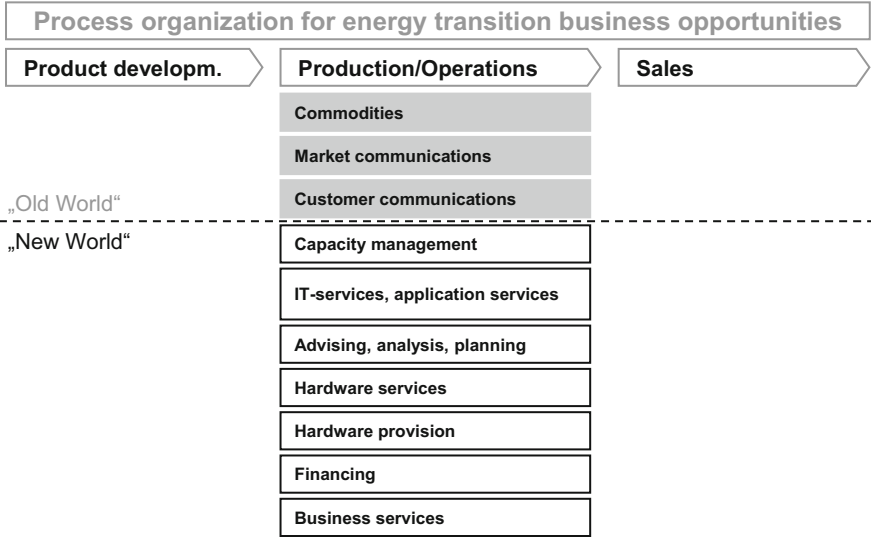 Process organization for energy transition business opportunities
Product developm.
Production/Operations
Sales
Commodities
Market communications
Customer communications
„Old World“
„New World“
Capacity management
IT-services, application services
Advising, analysis, planning
Hardware services
Hardware provision
Financing
Business services